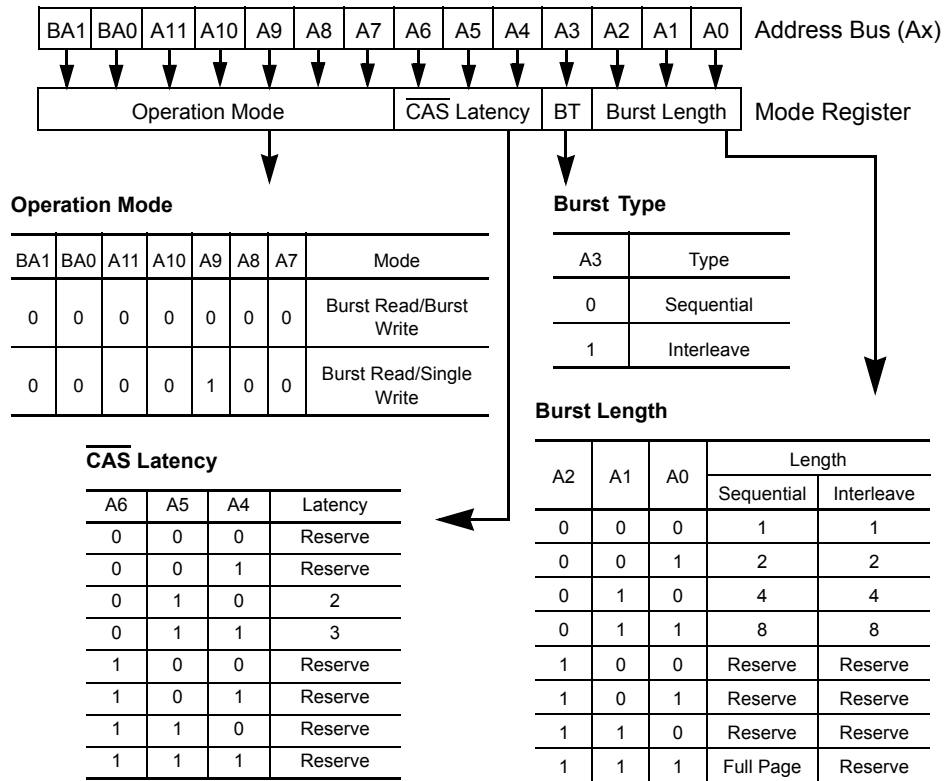 BA1 BA0 A11 A10 A9 A8 A7 A6 A5 A4 A3 A2 A1 A0 Address Bus (Ax)
Operation Mode CAS Latency BT Burst Length Mode Register
Operation Mode
BA1 BA0 A11 A10 A9 A8 A7 Mode
0 0 0 0 0 0 0 Burst Read/Burst
Write
0 0 0 0 1 0 0 Burst Read/Single
Write
Burst Type
A3 Type
0 Sequential
1 Interleave
CAS Latency
A6 A5 A4 Latency
0 0 0 Reserve
0 0 1 Reserve
0 1 0 2
0 1 1 3
1 0 0 Reserve
1 0 1 Reserve
1 1 0 Reserve
1 1 1 Reserve
Burst Length
A2 A1 A0 Length
Sequential Interleave
0 0 0 1 1
0 0 1 2 2
0 1 0 4 4
0 1 1 8 8
1 0 0 Reserve Reserve
1 0 1 Reserve Reserve
1 1 0 Reserve Reserve
1 1 1 Full Page Reserve